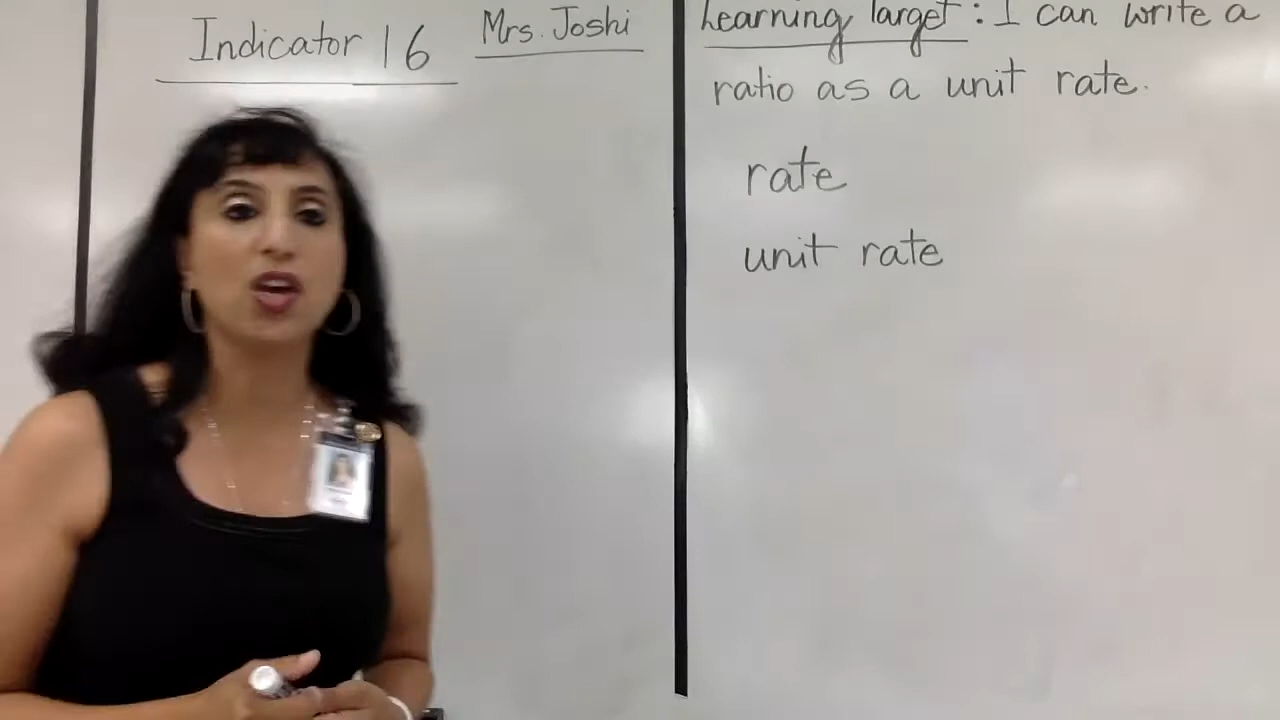 Indicator 16
Mrs. Joshi
Learning Target : I can write a
ratio as a unit rate.
rate
unit rate